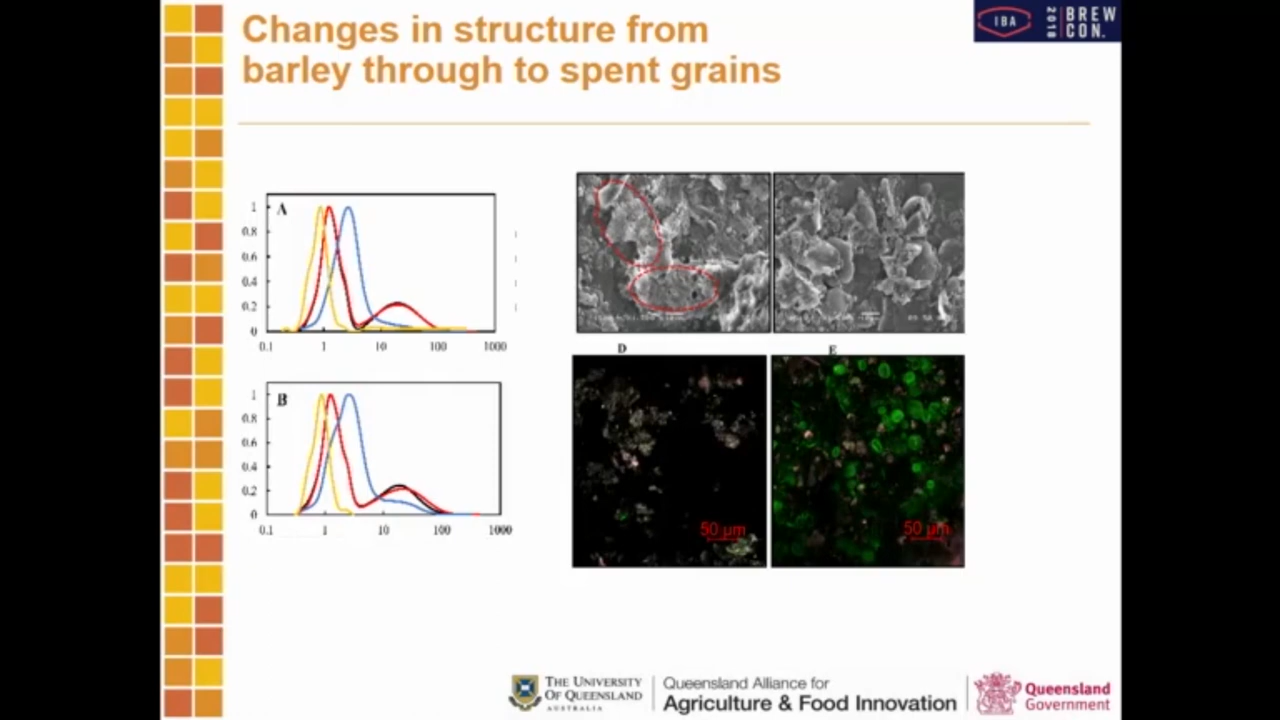 Changes in structure from
barley through to spent grains
IBA
2018
BREW
CON.
A
1
0.8
0.6
0.4
0.2
0
0.1 1 10 100 1000
B
1
0.8
0.6
0.4
0.2
0
0.1 1 10 100 1000
D E
50 µm 50 µm
THE UNIVERSITY
OF QUEENSLAND
AUSTRALIA
Queensland Alliance for
Agriculture & Food Innovation
Queensland
Government